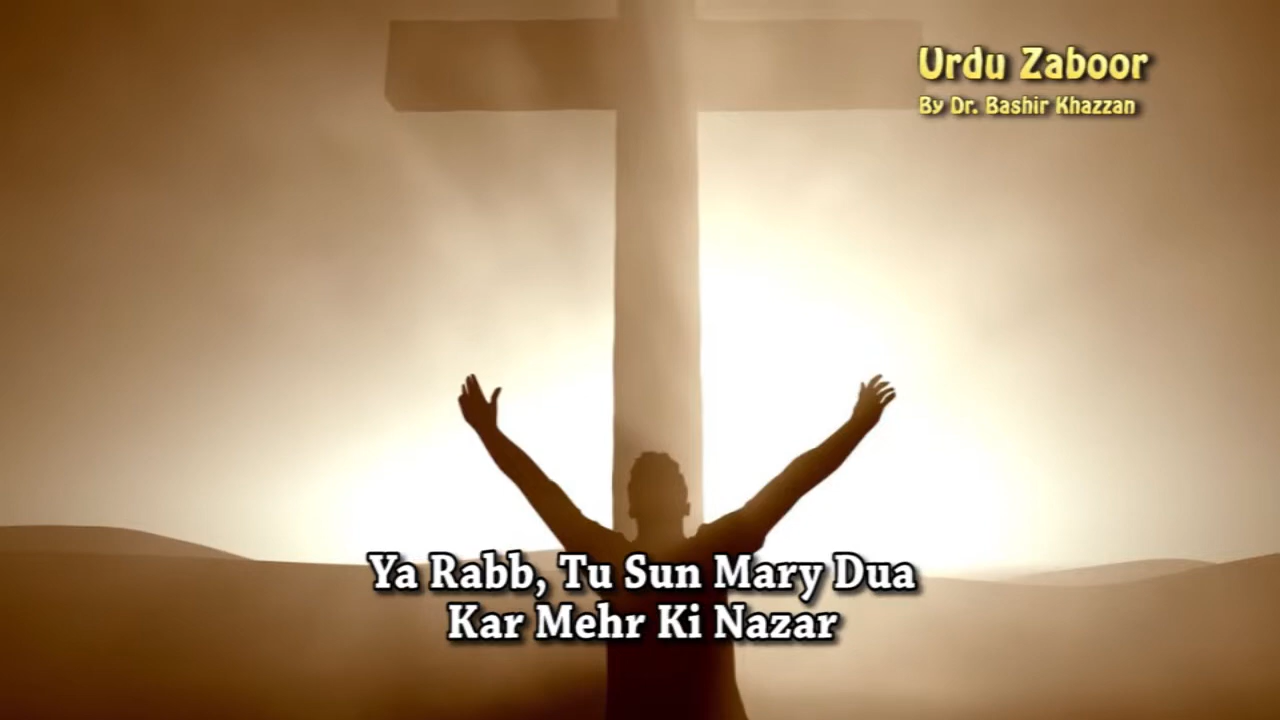 Urdu Zaboor
By Dr. Bashir Khazzan
Ya Rabb, Tu Sun Mary Dua
Kar Mehr Ki Nazar